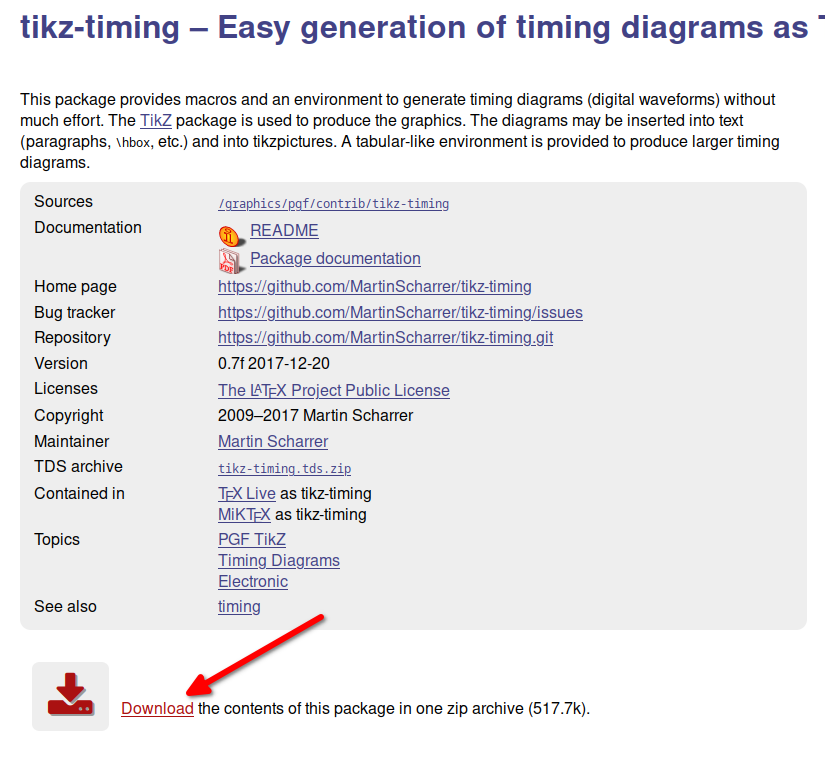 tikz-timing – Easy generation of timing diagrams as
This package provides macros and an environment to generate timing diagrams (digital waveforms) without
much effort. The TikZ package is used to produce the graphics. The diagrams may be inserted into text
(paragraphs, \hbox, etc.) and into tikzpictures. A tabular-like environment is provided to produce larger timing
diagrams.
Sources /graphics/pgf/contrib/tikz-timing
Documentation README
Package documentation
Home page https://github.com/MartinScharrer/tikz-timing
Bug tracker https://github.com/MartinScharrer/tikz-timing/issues
Repository https://github.com/MartinScharrer/tikz-timing.git
Version 0.7f 2017-12-20
Licenses The LATEX Project Public License
Copyright 2009–2017 Martin Scharrer
Maintainer Martin Scharrer
TDS archive tikz-timing.tds.zip
Contained in TEX Live as tikz-timing
MiKTEX as tikz-timing
Topics PGF TikZ
Timing Diagrams
Electronic
See also timing
Download the contents of this package in one zip archive (517.7k).